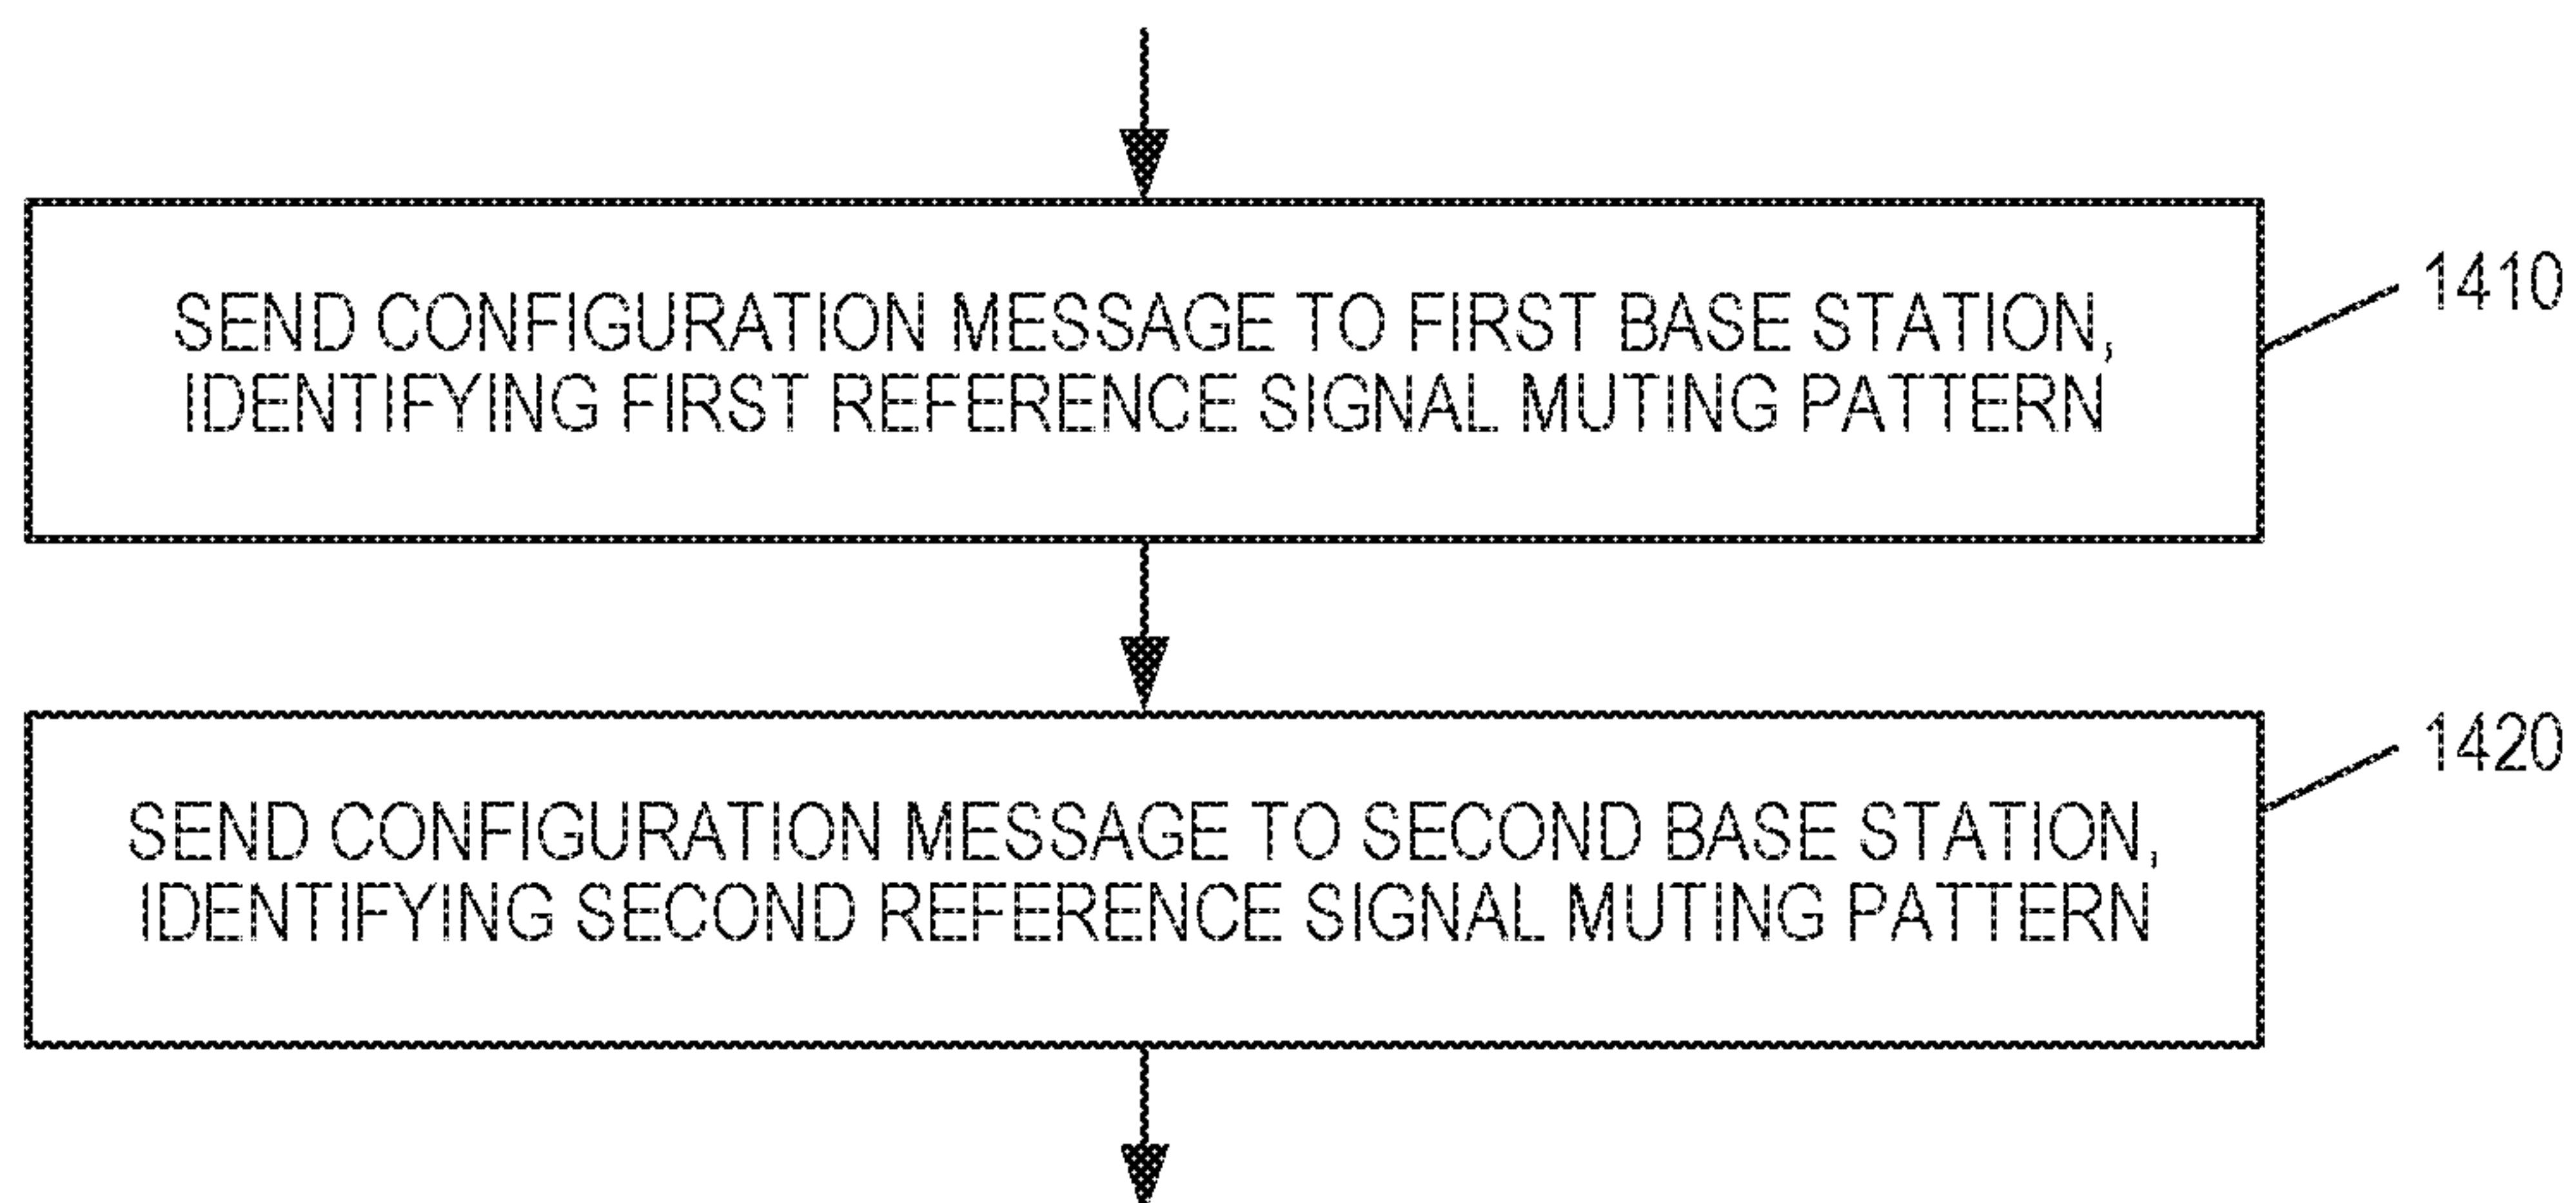 SEND CONFIGURATION MESSAGE TO FIRST BASE STATION,
IDENTIFYING FIRST REFERENCE SIGNAL MUTING PATTERN
1410
SEND CONFIGURATION MESSAGE TO SECOND BASE STATION,
IDENTIFYING SECOND REFERENCE SIGNAL MUTING PATTERN
1420